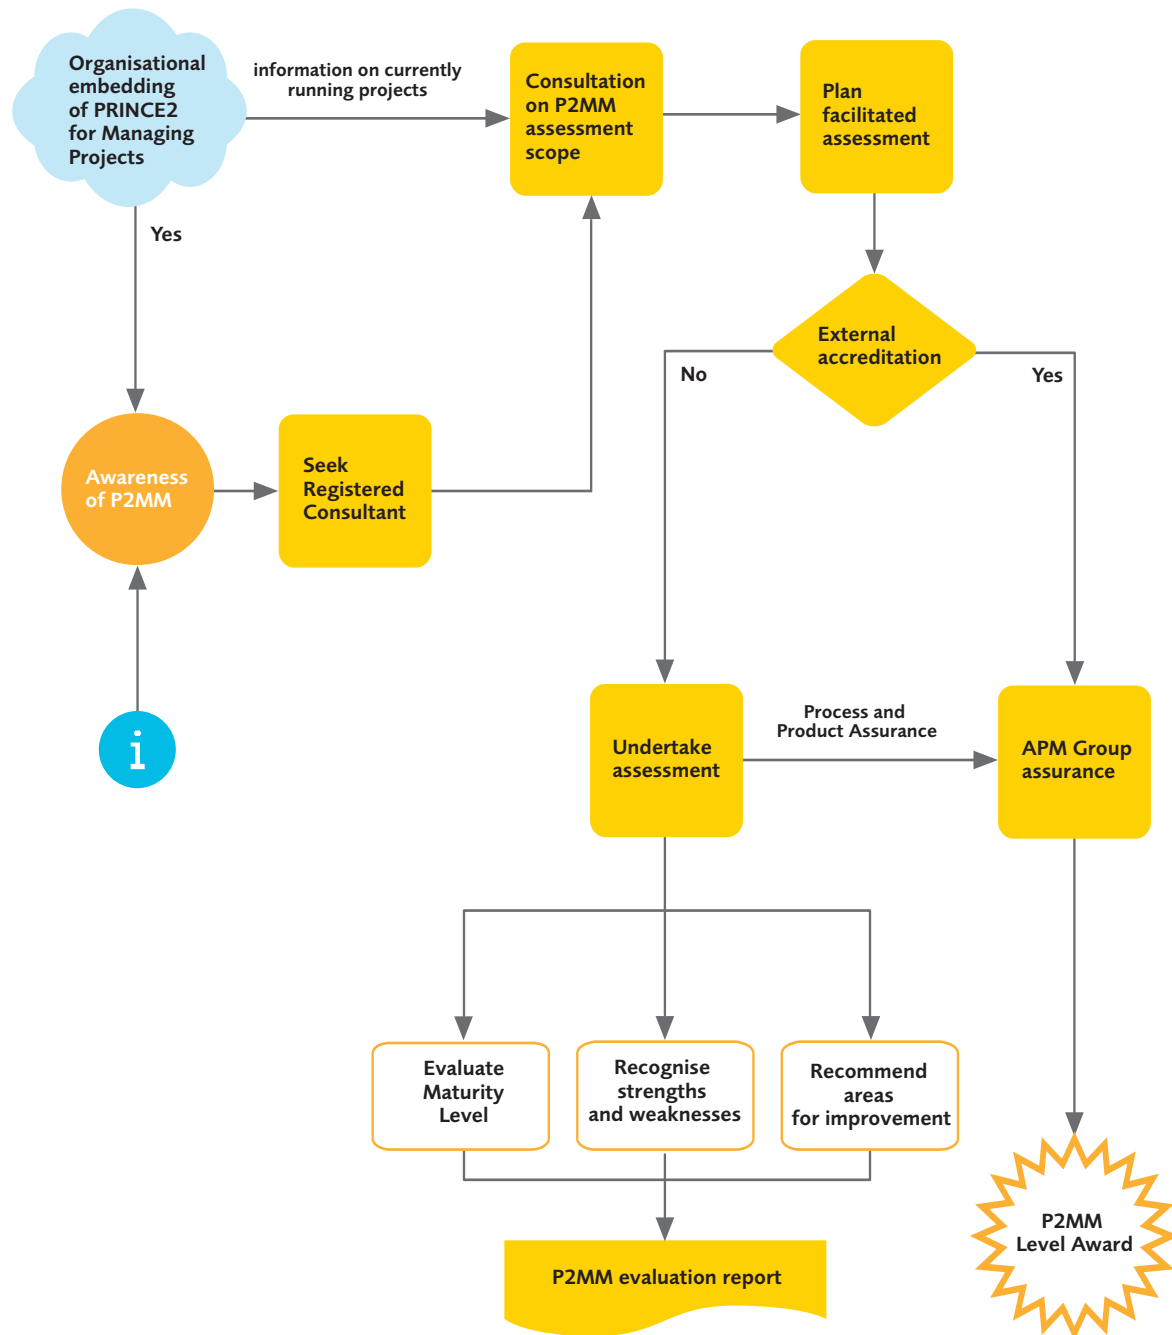 Organisational
embedding
of PRINCE2
for Managing
Projects
information on currently
running projects
Consultation
on P2MM
assessment
scope
Plan
facilitated
assessment
Yes
External
accreditation
No
Yes
Awareness
of P2MM
Seek
Registered
Consultant
i
Undertake
assessment
Process and
Product Assurance
APM Group
assurance
Evaluate
Maturity
Level
Recognise
strengths
and weaknesses
Recommend
areas
for improvement
P2MM
Level Award
P2MM evaluation report